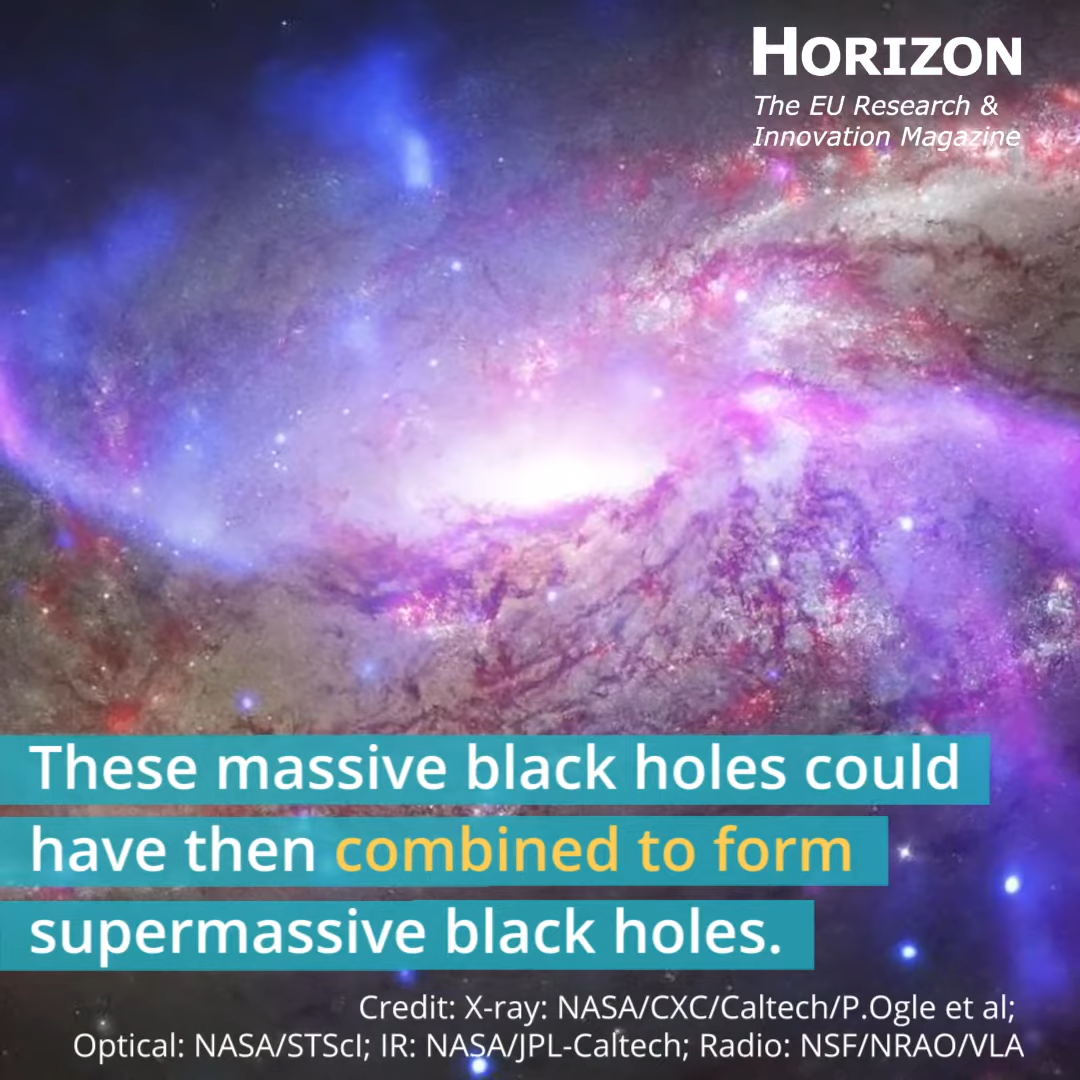 HORIZON
The EU Research &
Innovation Magazine
These massive black holes could
have then combined to form
supermassive black holes.
Credit: X-ray: NASA/CXC/Caltech/P.Ogle et al;
Optical: NASA/STScI; IR: NASA/JPL-Caltech; Radio: NSF/NRAO/VLA